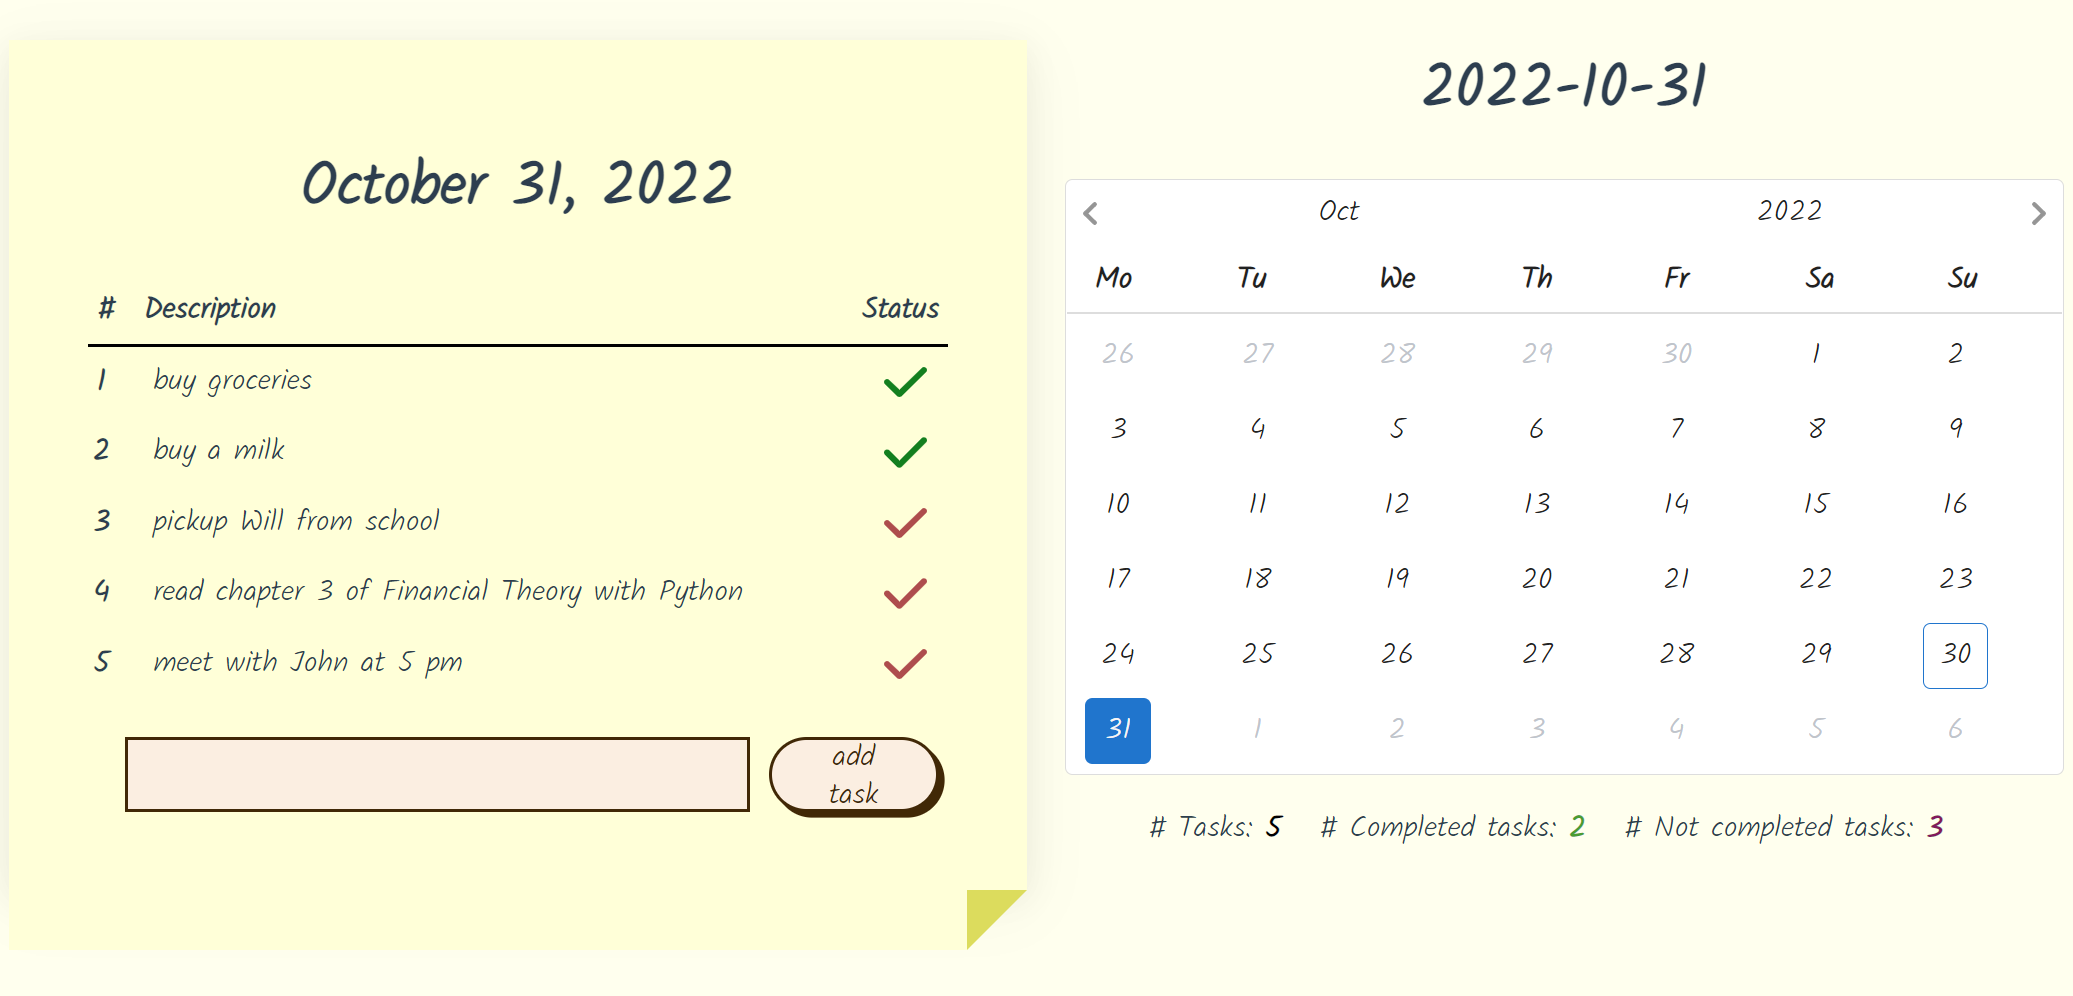 October 31, 2022
# Description Status
1 buy groceries
2 buy a milk
3 pickup Will from school
4 read chapter 3 of Financial Theory with Python
5 meet with John at 5 pm
add
task
2022-10-31
Oct 2022
Mo Tu We Th Fr Sa Su
26 27 28 29 30 1 2
3 4 5 6 7 8 9
10 11 12 13 14 15 16
17 18 19 20 21 22 23
24 25 26 27 28 29 30
31 1 2 3 4 5 6
# Tasks: 5 # Completed tasks: 2 # Not completed tasks: 3